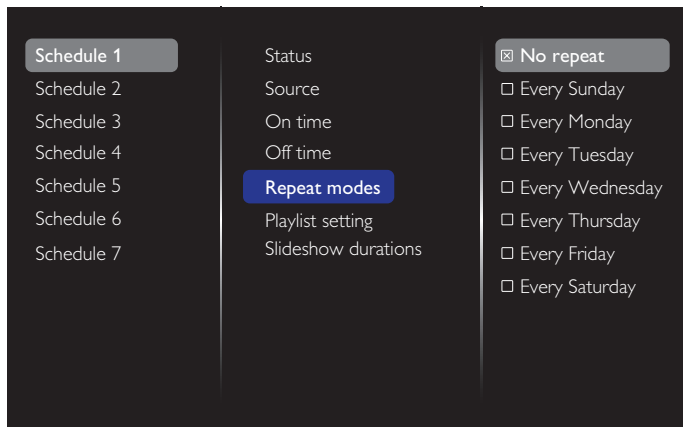 Schedule 1
Schedule 2
Schedule 3
Schedule 4
Schedule 5
Schedule 6
Schedule 7
Status
Source
On time
Off time
Repeat modes
Playlist setting
Slideshow durations
No repeat
Every Sunday
Every Monday
Every Tuesday
Every Wednesday
Every Thursday
Every Friday
Every Saturday